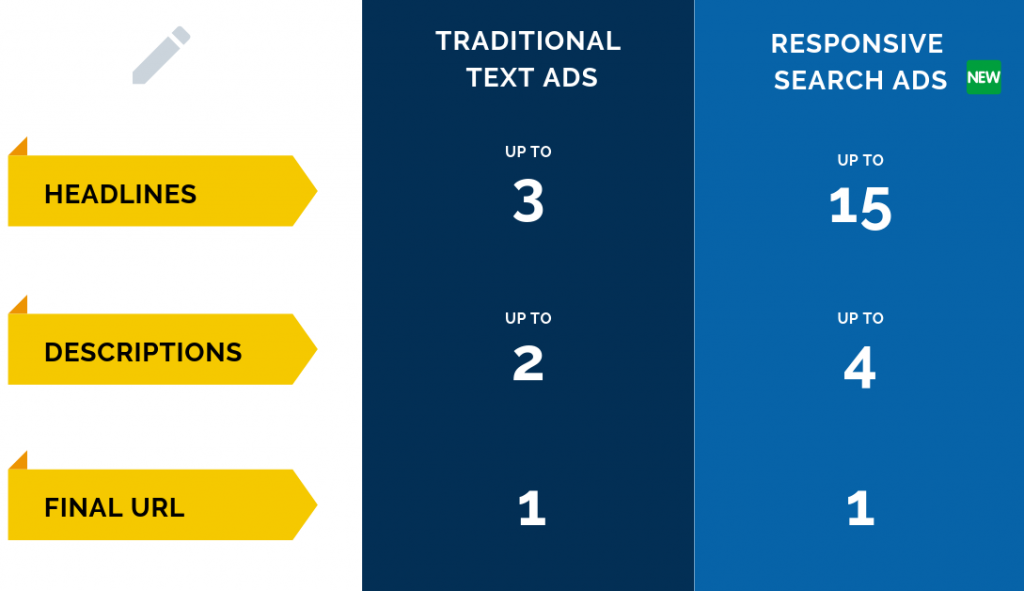 TRADITIONAL
TEXT ADS
RESPONSIVE
SEARCH ADS NEW
HEADLINES
UP TO
3
UP TO
15
DESCRIPTIONS
UP TO
2
UP TO
4
FINAL URL
1
1